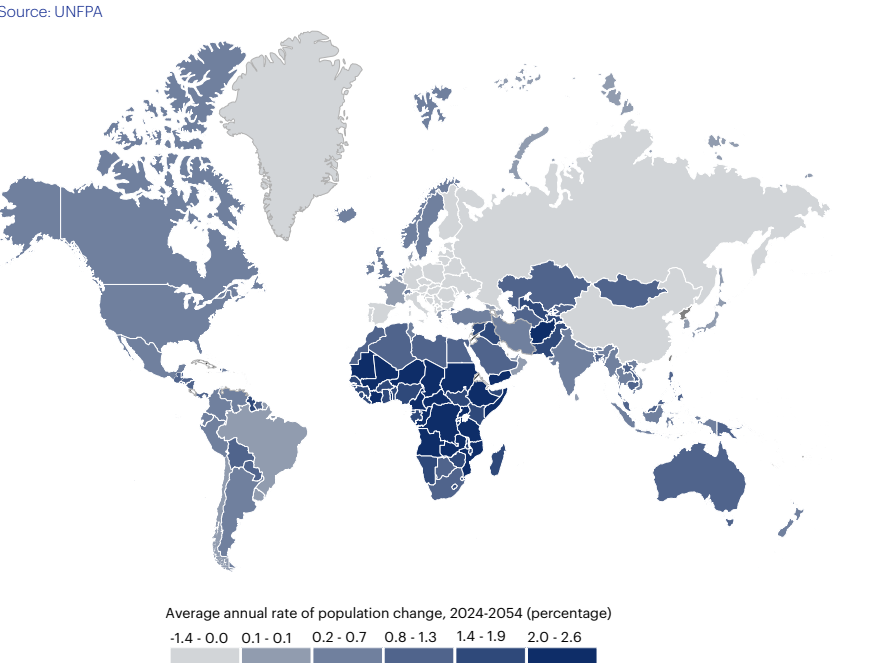 Source: UNFPA
Average annual rate of population change, 2024-2054 (percentage)
-1.4 - 0.0 0.1 - 0.1 0.2 - 0.7 0.8 - 1.3 1.4 - 1.9 2.0 - 2.6